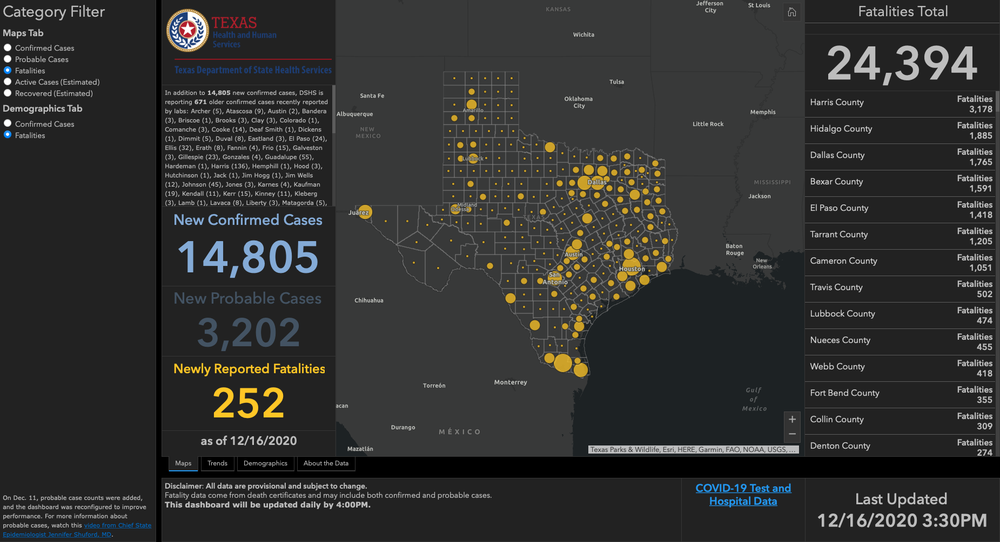 Category Filter
Maps Tab
Confirmed Cases
Probable Cases
Fatalities
Active Cases (Estimated)
Recovered (Estimated)
Demographics Tab
Confirmed Cases
Fatalities
On Dec. 11, probable case counts were added,
and the dashboard was reconfigured to improve
performance. For more information about
probable cases, watch this video from Chief State
Epidemiologist Jennifer Shuford, MD.
TEXAS
Health and Human
Services
Texas Department of State Health Services
In addition to 14,805 new confirmed cases, DSHS is
reporting 671 older confirmed cases recently reported
by labs: Archer (5), Atascosa (9), Austin (2), Bandera
(3), Briscoe (1), Brooks (3), Clay (3), Colorado (1),
Comanche (3), Cooke (14), Deaf Smith (1), Dickens
(1), Dimmit (5), Duval (8), Eastland (3), El Paso (24),
Ellis (32), Erath (8), Fannin (4), Frio (15), Galveston
(3), Gillespie (23), Gonzales (4), Guadalupe (55),
Hardeman (1), Harris (136), Hemphill (1), Hood (3),
Hutchinson (1), Jack (1), Jim Hogg (1), Jim Wells
(12), Johnson (45), Jones (3), Karnes (4), Kaufman
(19), Kendall (11), Kerr (15), Kinney (11), Kleberg
(3), Lamb (1), Lavaca (8), Liberty (3), Matagorda (5),
New Confirmed Cases
14,805
New Probable Cases
3,202
Newly Reported Fatalities
252
as of 12/16/2020
KANSAS
Jefferson
City
St Louis
Wichita
Tulsa
Santa Fe
Oklahoma
City
Albuquerque
Amarillo
Memphis
NEW
MEXICO
Little Rock
Lubbock
Dallas
MISSISSIPPI
Jackson
Midland
Odessa
Juárez
TEXAS
Baton
Rouge
Austin
New
Orleans
Houston
San
Antonio
Chihuahua
Monterrey
Torreón
Gulf
of
Mexico
acan
Durango
MÉXICO
Mazatlán
+
−
Texas Parks & Wildlife, Esri, HERE, Garmin, FAO, NOAA, USGS, ...
Fatalities Total
24,394
Harris County Fatalities
3,178
Hidalgo County Fatalities
1,885
Dallas County Fatalities
1,765
Bexar County Fatalities
1,591
El Paso County Fatalities
1,418
Tarrant County Fatalities
1,205
Cameron County Fatalities
1,051
Travis County Fatalities
502
Lubbock County Fatalities
474
Nueces County Fatalities
455
Webb County Fatalities
418
Fort Bend County Fatalities
355
Collin County Fatalities
309
Denton County Fatalities
274
Maps Trends Demographics About the Data
Disclaimer: All data are provisional and subject to change.
Fatality data come from death certificates and may include both confirmed and probable cases.
This dashboard will be updated daily by 4:00PM.
COVID-19 Test and
Hospital Data
Last Updated
12/16/2020 3:30PM